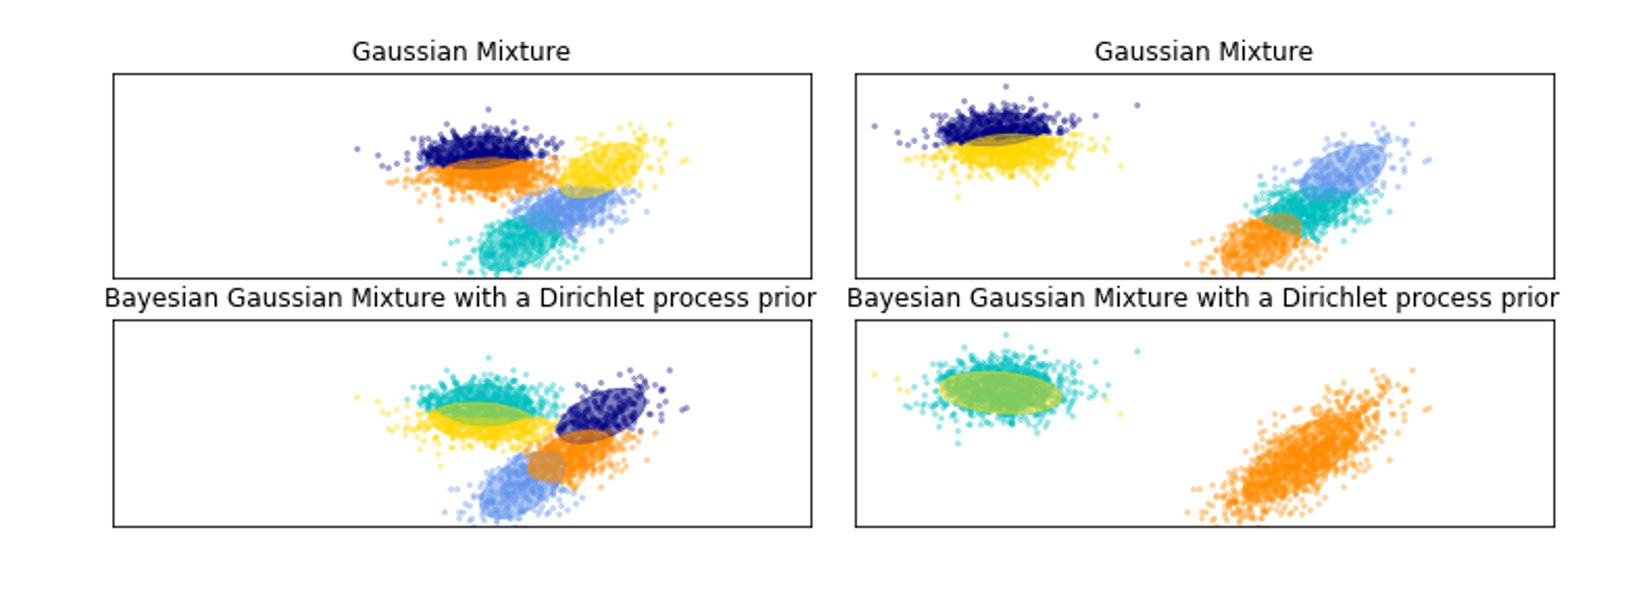 Gaussian Mixture
Gaussian Mixture
Bayesian Gaussian Mixture with a Dirichlet process prior
Bayesian Gaussian Mixture with a Dirichlet process prior